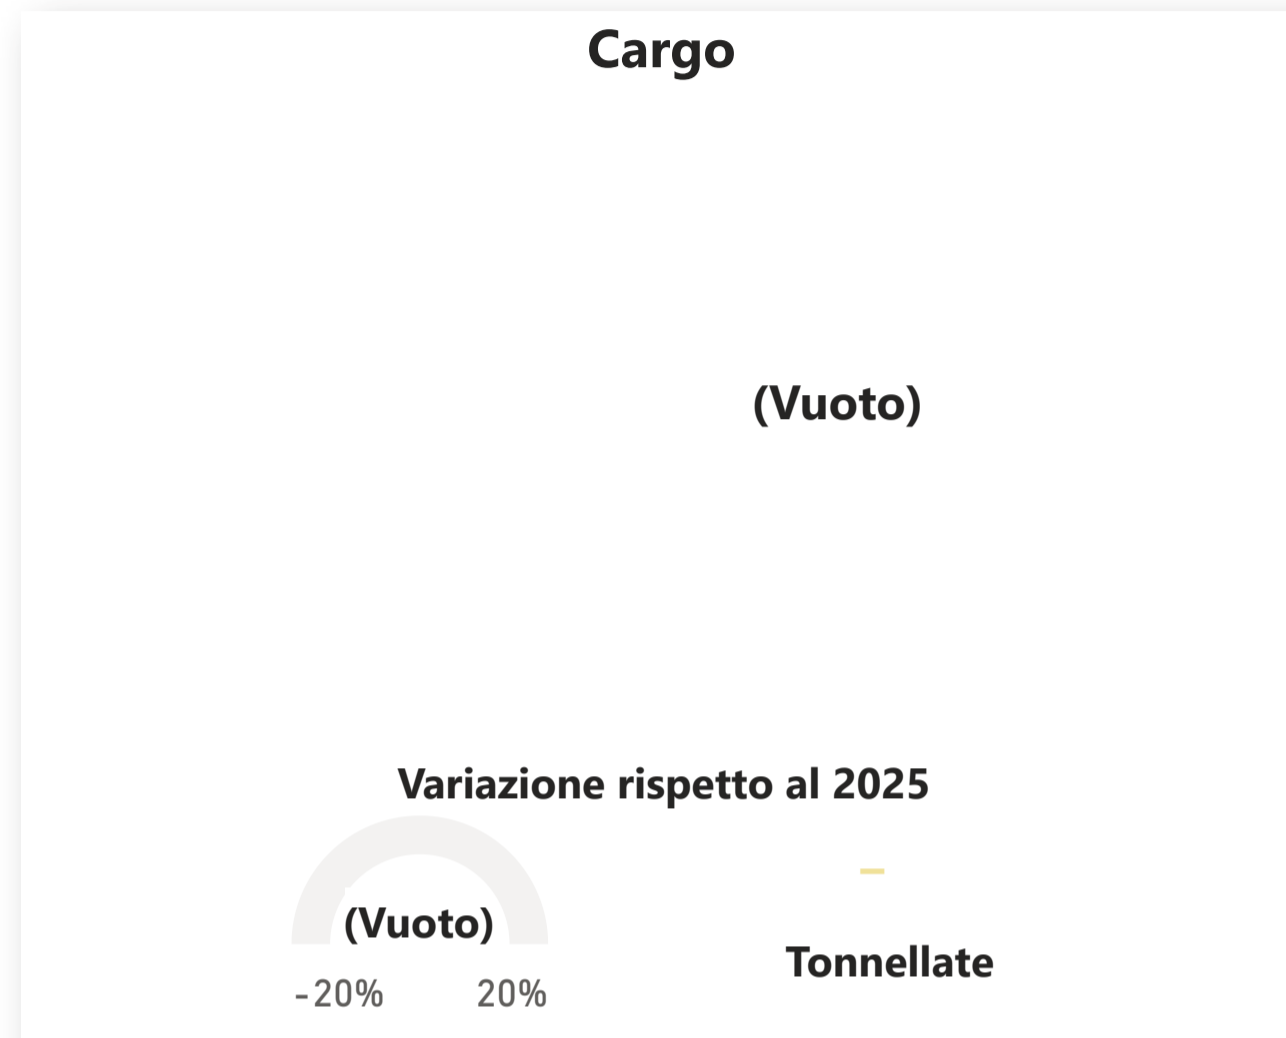 Cargo
(Vuoto)
Variazione rispetto al 2025
(Vuoto)
-20% 20%
–
Tonnellate